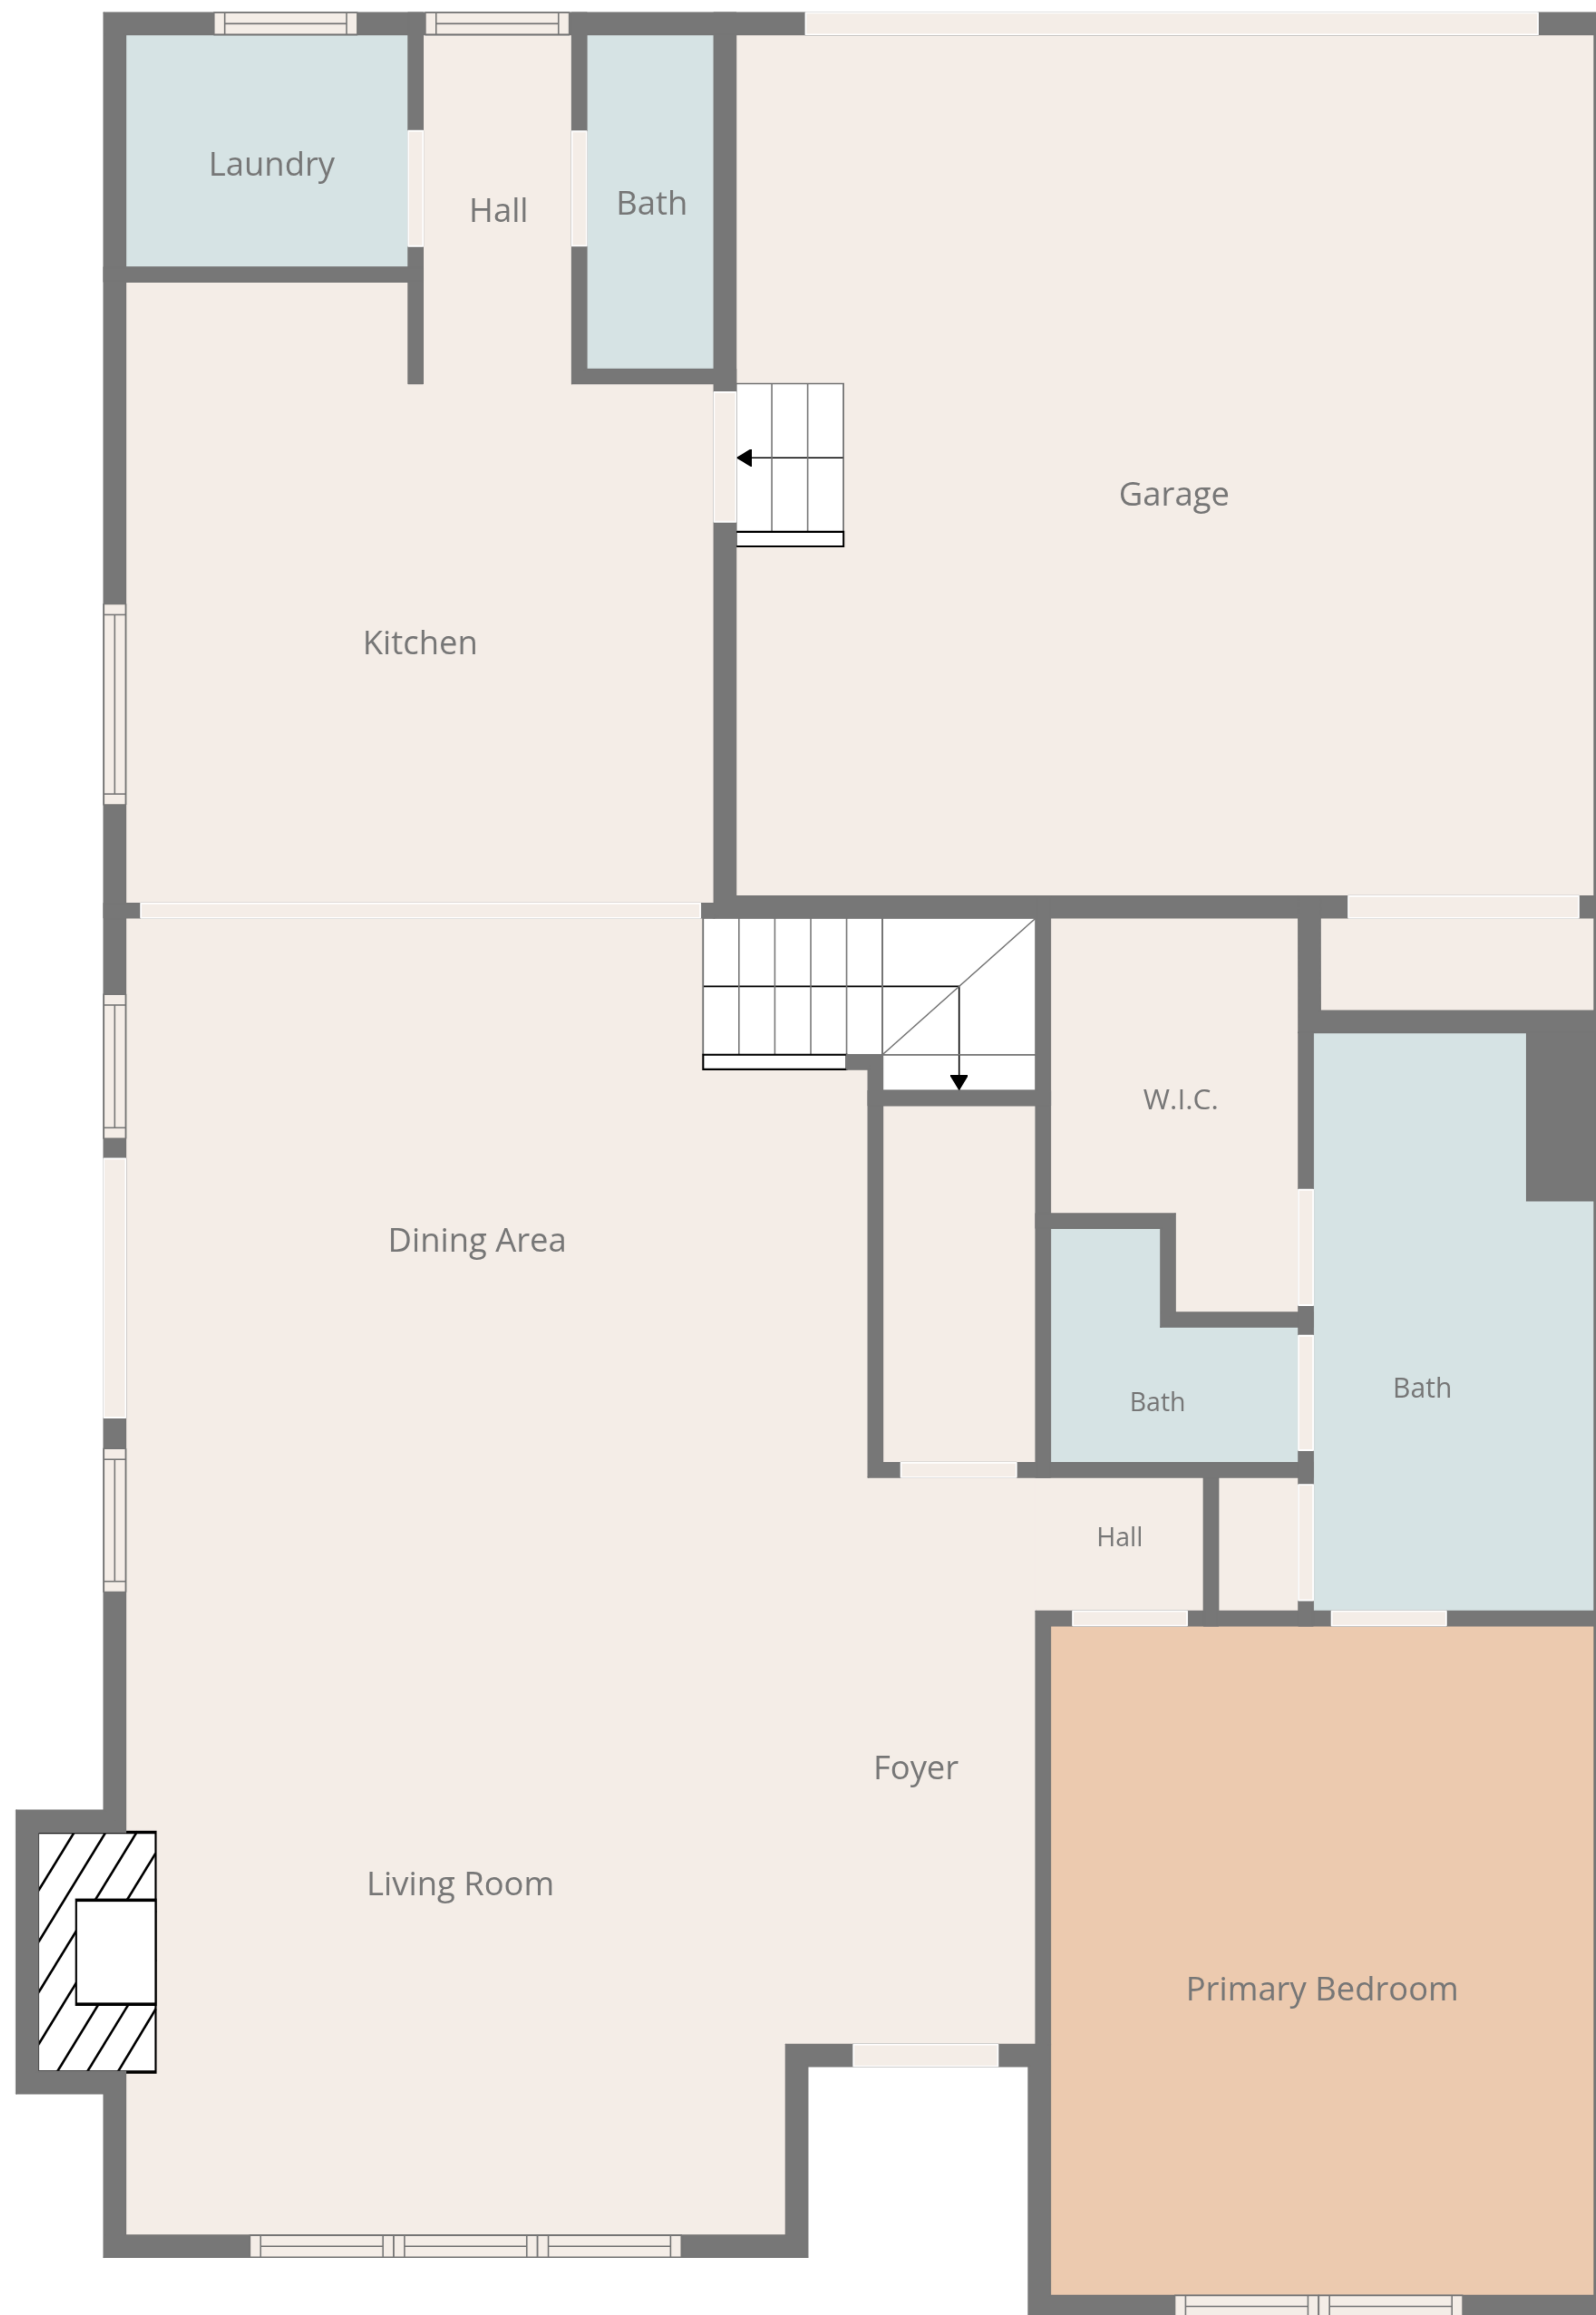 Laundry
Hall
Bath
Garage
Kitchen
W.I.C.
Dining Area
Bath
Bath
Hall
Foyer
Living Room
Primary Bedroom